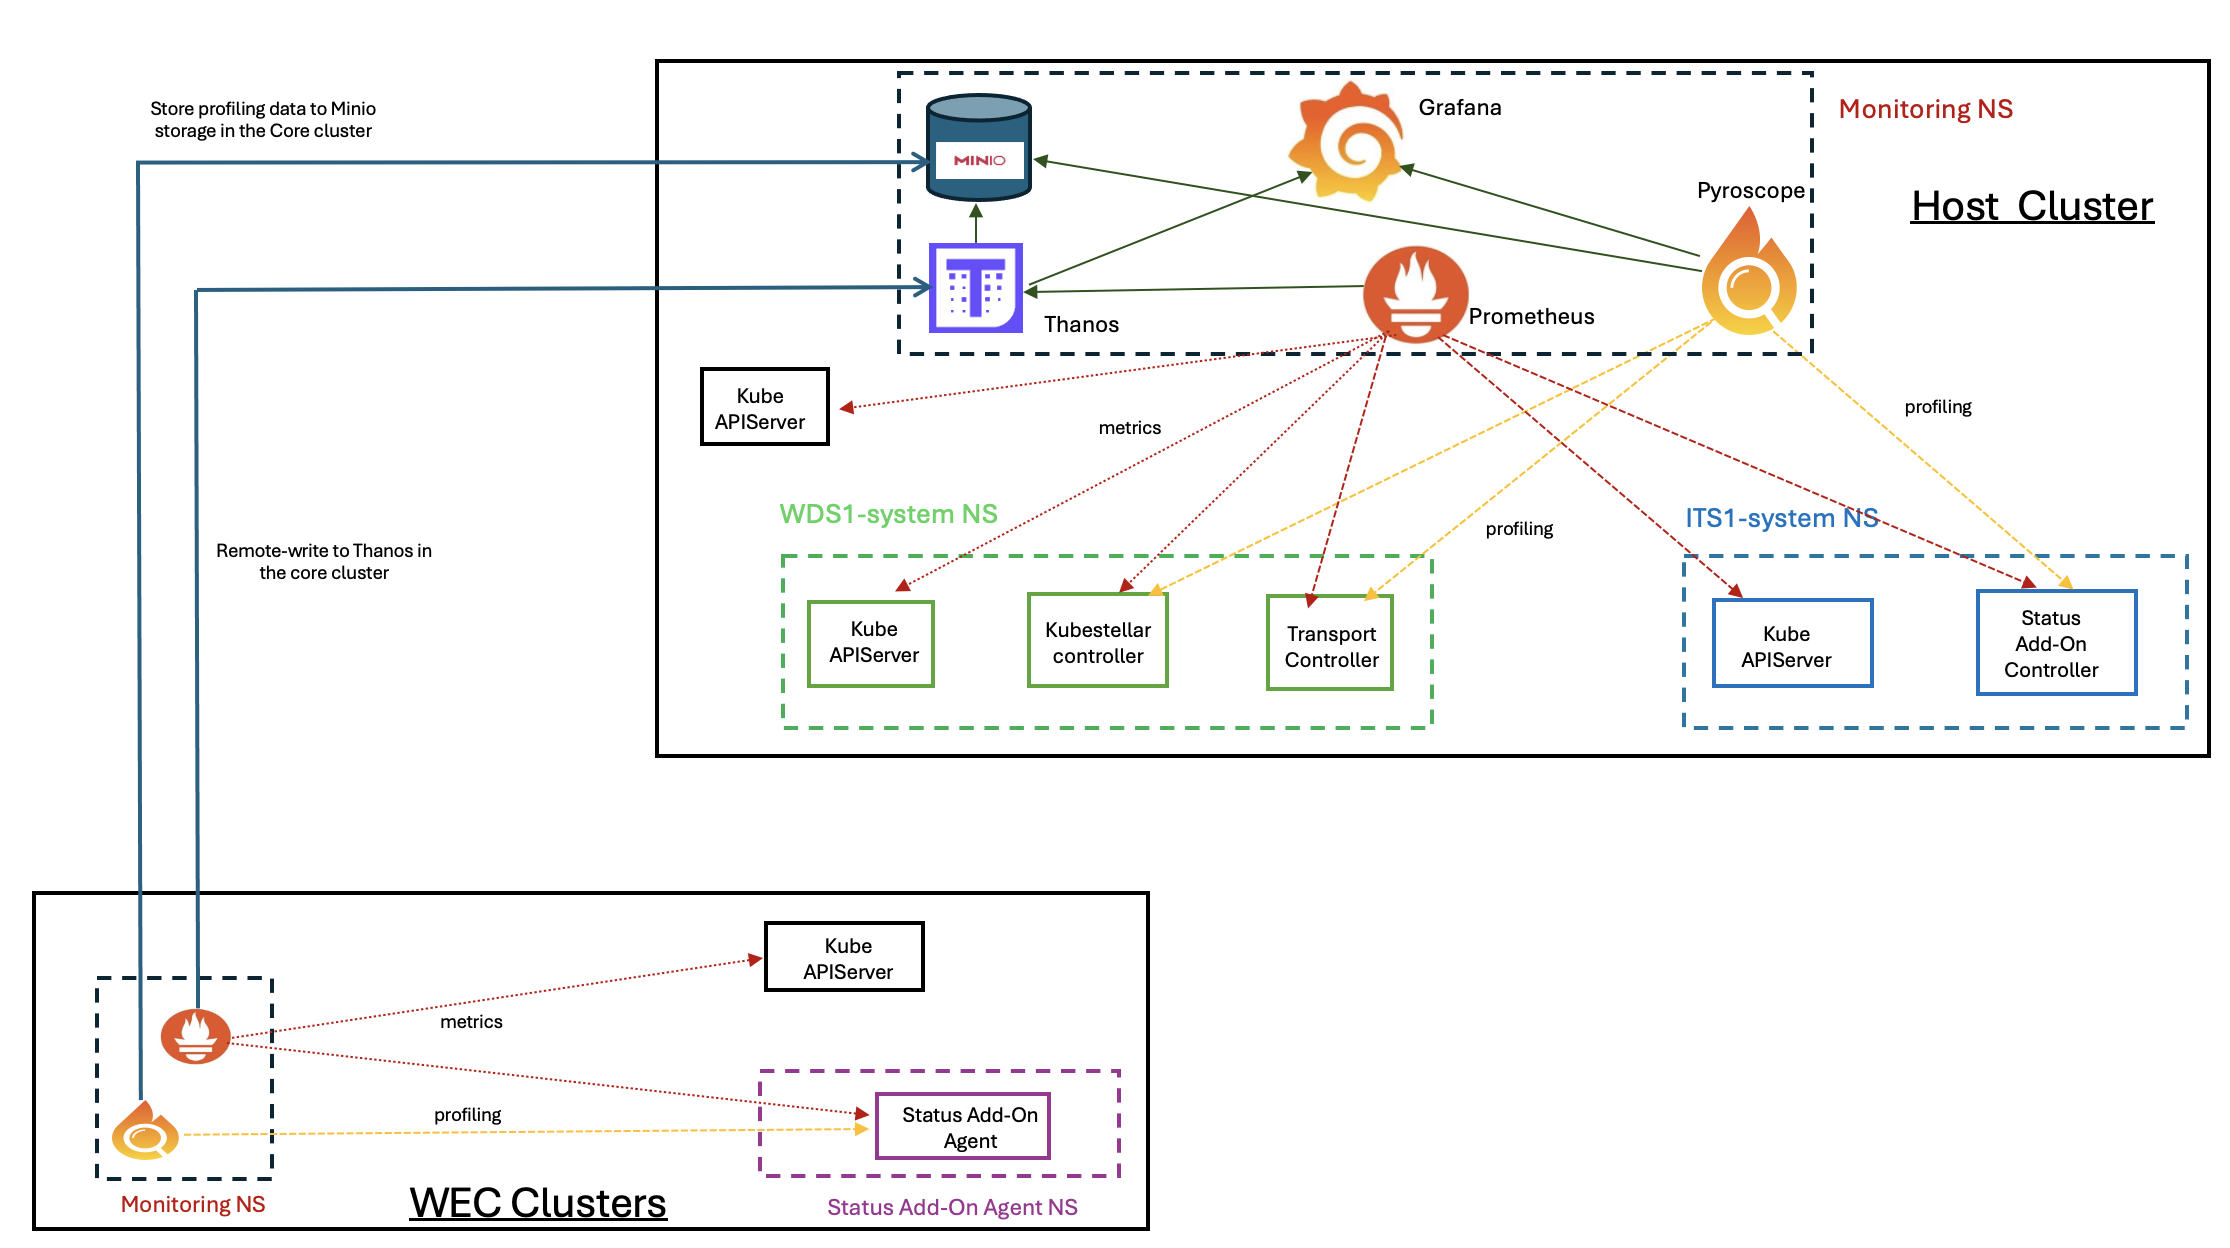 Store profiling data to Minio
storage in the Core cluster
Grafana
Monitoring NS
MINIO
Pyroscope
Host Cluster
Thanos
Prometheus
Kube
APIServer
metrics
profiling
WDS1-system NS
ITS1-system NS
profiling
Remote-write to Thanos in
the core cluster
Kube
APIServer
Kubestellar
controller
Transport
Controller
Kube
APIServer
Status
Add-On
Controller
Kube
APIServer
metrics
profiling
Status Add-On
Agent
Monitoring NS
WEC Clusters
Status Add-On Agent NS